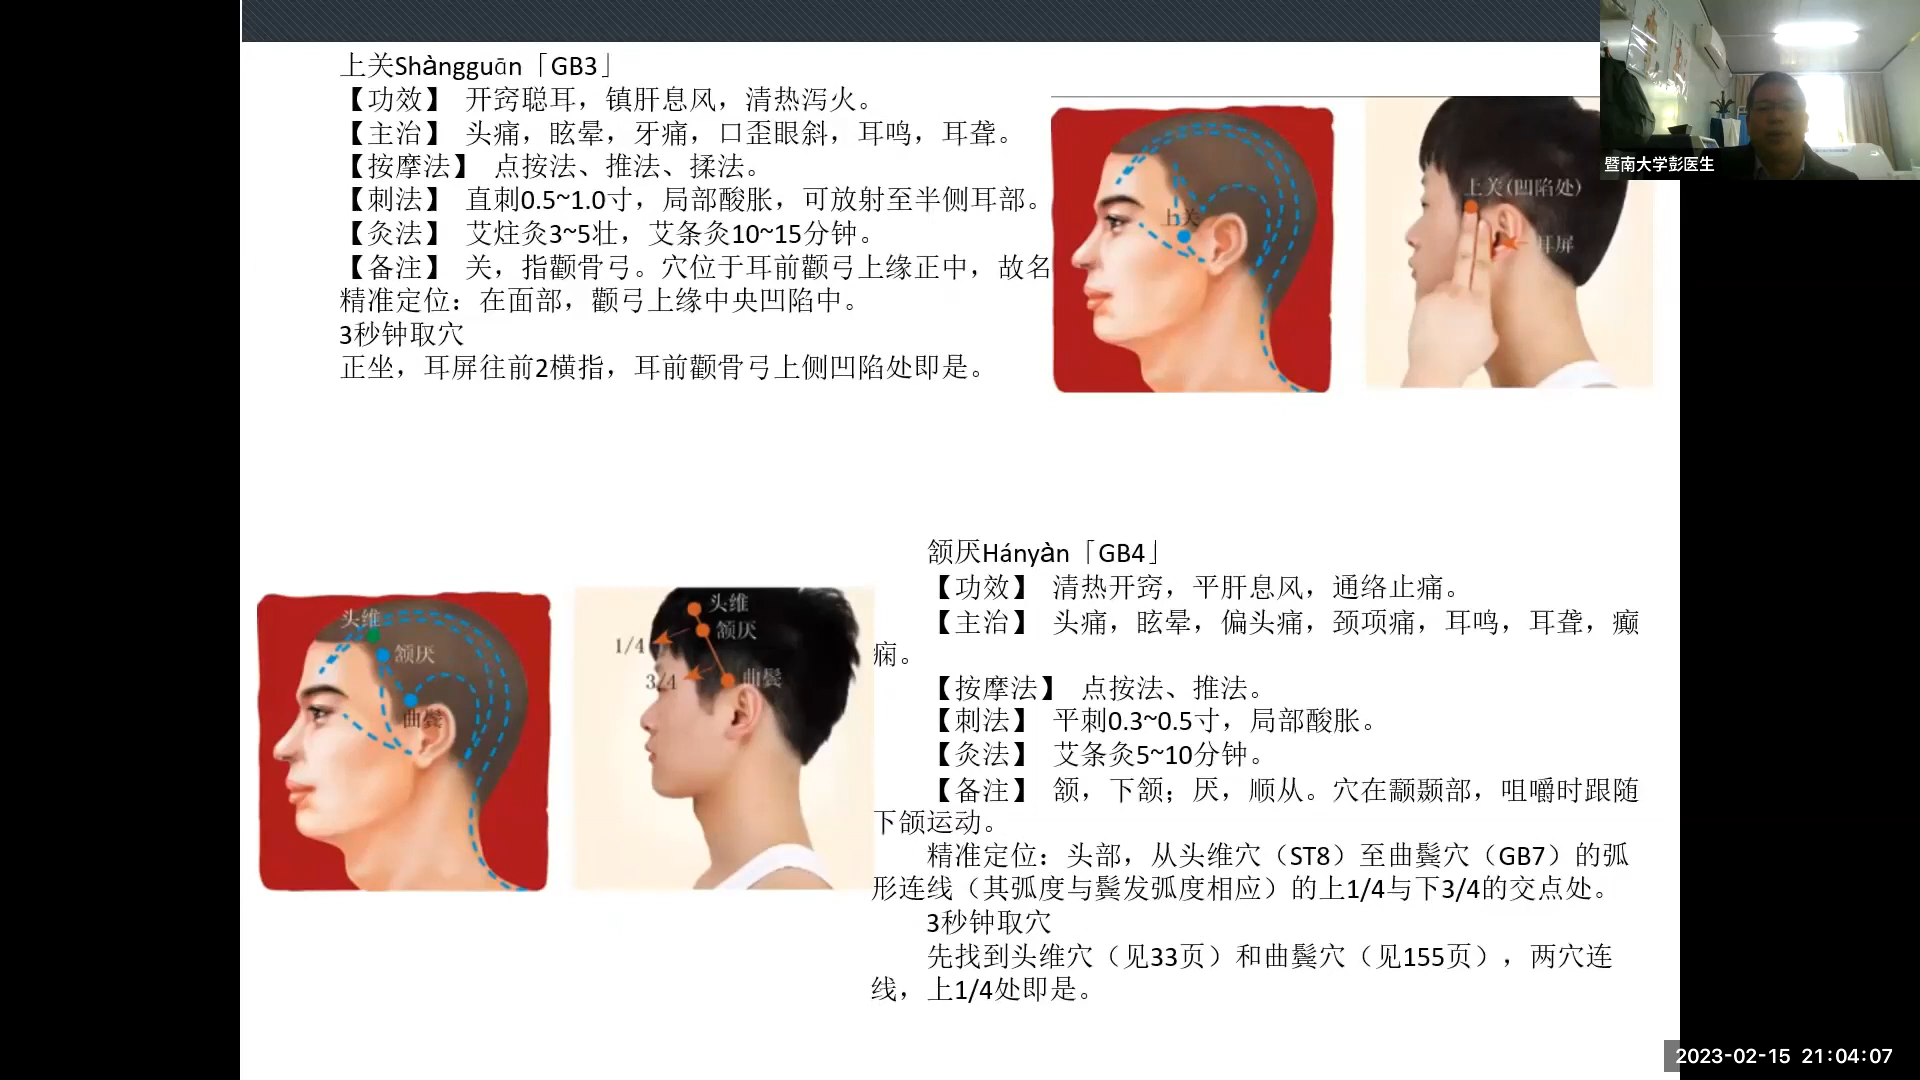 上关Shàngguān「GB3」
【功效】 开窍聪耳，镇肝息风，清热泻火。
【主治】 头痛，眩晕，牙痛，口歪眼斜，耳鸣，耳聋。
【按摩法】 点按法、推法、揉法。
【刺法】 直刺0.5~1.0寸，局部酸胀，可放射至半侧耳部。
【灸法】 艾炷灸3~5壮，艾条灸10~15分钟。
【备注】 关，指颧骨弓。穴位于耳前颧弓上缘正中，故名
精准定位：在面部，颧弓上缘中央凹陷中。
3秒钟取穴
正坐，耳屏往前2横指，耳前颧骨弓上侧凹陷处即是。
上关
上关(凹陷处)
耳屏
暨南大学彭医生
头维
颔厌
曲鬓
头维
颔厌
1/4
3/4
曲鬓
颔厌Hányàn「GB4」
【功效】 清热开窍，平肝息风，通络止痛。
【主治】 头痛，眩晕，偏头痛，颈项痛，耳鸣，耳聋，癫
痫。
【按摩法】 点按法、推法。
【刺法】 平刺0.3~0.5寸，局部酸胀。
【灸法】 艾条灸5~10分钟。
【备注】 颔，下颔；厌，顺从。穴在颞颥部，咀嚼时跟随
下颌运动。
精准定位：头部，从头维穴（ST8）至曲鬓穴（GB7）的弧
形连线（其弧度与鬓发弧度相应）的上1/4与下3/4的交点处。
3秒钟取穴
先找到头维穴（见33页）和曲鬓穴（见155页），两穴连
线，上1/4处即是。
2023-02-15 21:04:07